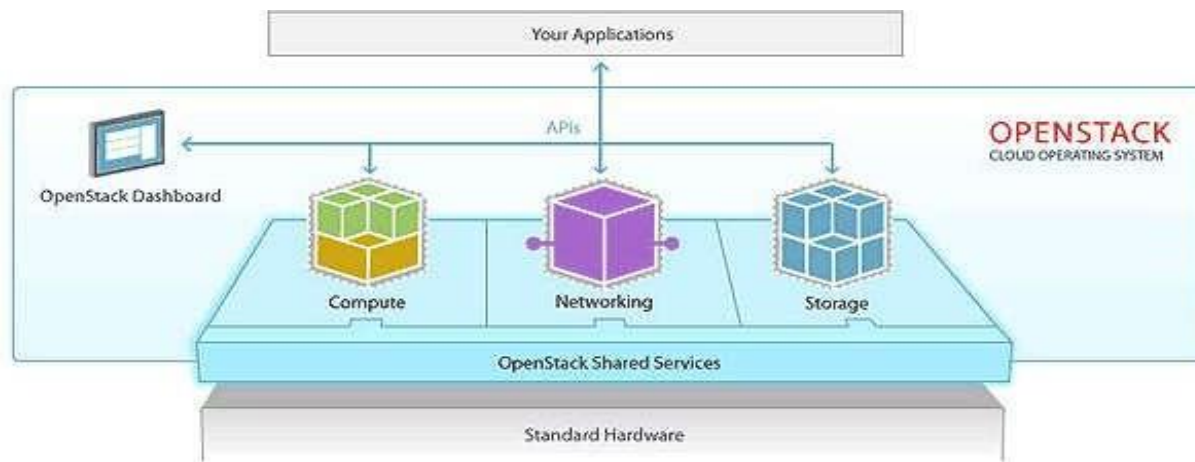 Your Applications
APIs
OPENSTACK
CLOUD OPERATING SYSTEM
OpenStack Dashboard
Compute
Networking
Storage
OpenStack Shared Services
Standard Hardware